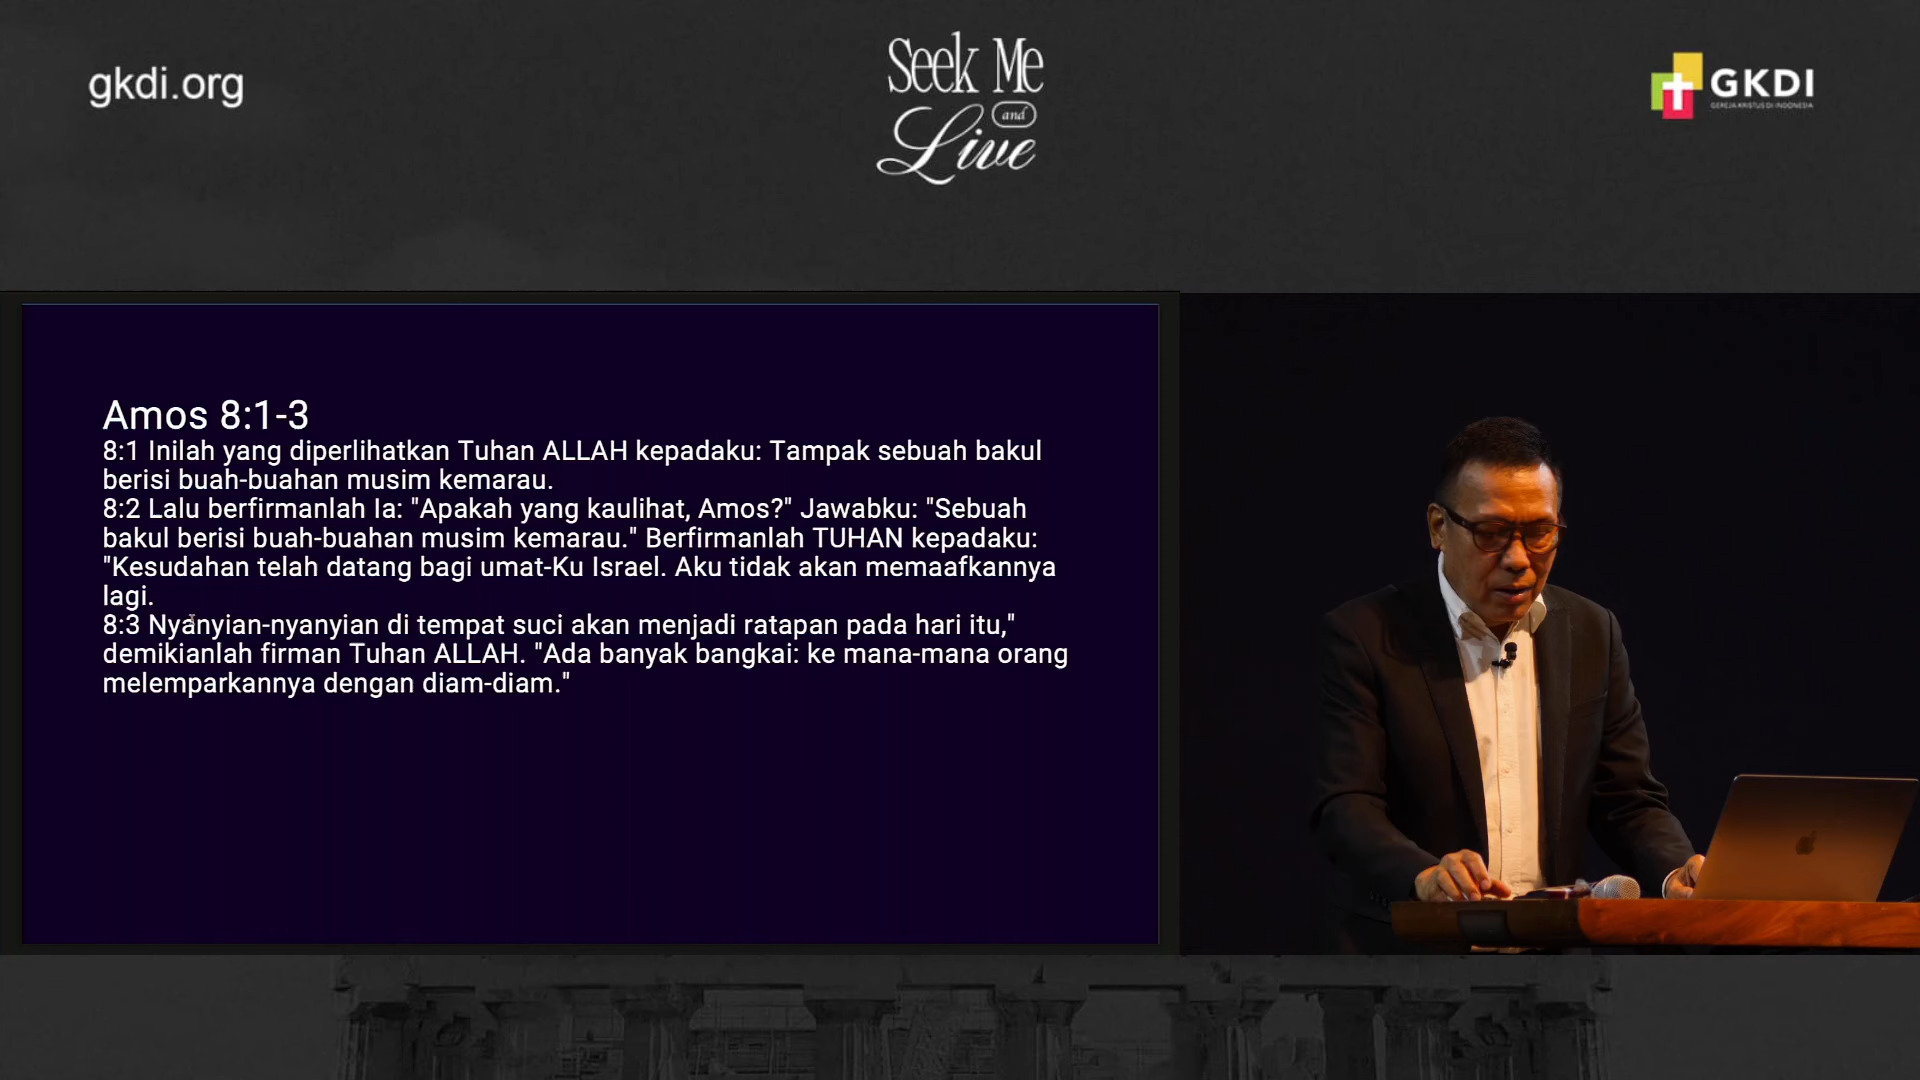 gkdi.org
Seek Me
and
Live
GKDI
GEREJA KRISTUS DI INDONESIA
Amos 8:1-3
8:1 Inilah yang diperlihatkan Tuhan ALLAH kepadaku: Tampak sebuah bakul
berisi buah-buahan musim kemarau.
8:2 Lalu berfirmanlah Ia: "Apakah yang kaulihat, Amos?" Jawabku: "Sebuah
bakul berisi buah-buahan musim kemarau." Berfirmanlah TUHAN kepadaku:
"Kesudahan telah datang bagi umat-Ku Israel. Aku tidak akan memaafkannya
lagi.
8:3 Nyanyian-nyanyian di tempat suci akan menjadi ratapan pada hari itu,"
demikianlah firman Tuhan ALLAH. "Ada banyak bangkai: ke mana-mana orang
melemparkannya dengan diam-diam."